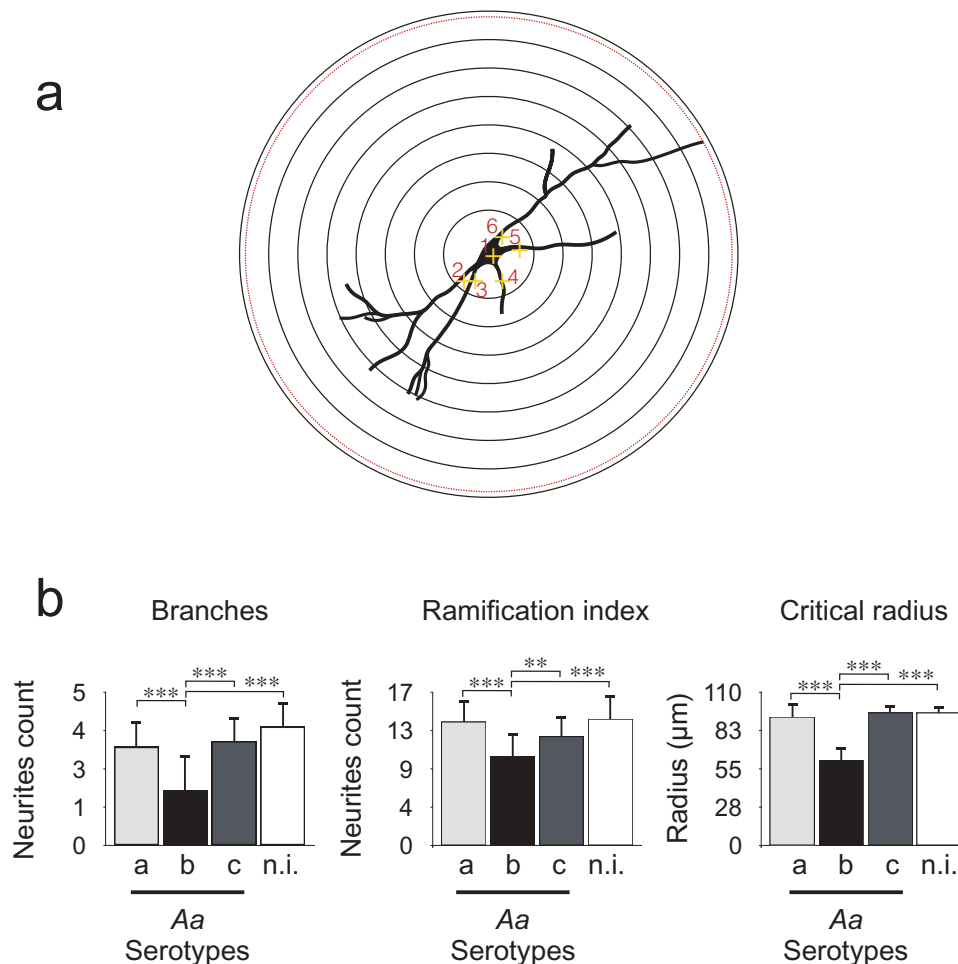 a
6
1
5
2
3
4
b
Branches
Neurites count
5
4
3
1
0
***
***
***
a b c n.i.
Aa
Serotypes
Ramification index
Neurites count
17
13
9
4
0
***
**
***
a b c n.i.
Aa
Serotypes
Critical radius
Radius (µm)
110
83
55
28
0
***
***
***
a b c n.i.
Aa
Serotypes